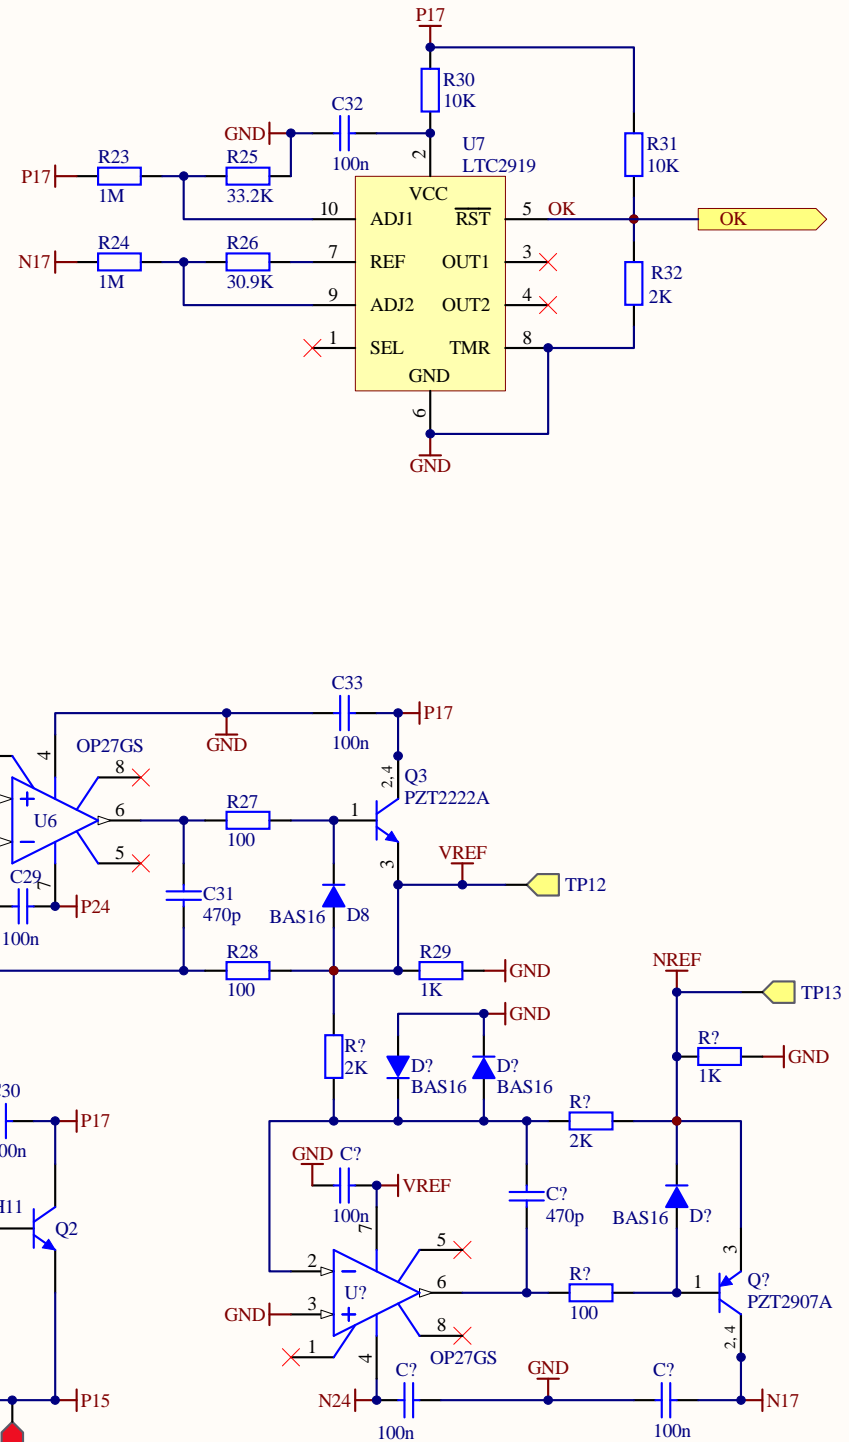 P17
R30
10K
C32
GND
100n
U7
LTC2919
R31
10K
R23
P17
1M
R25
33.2K
2
VCC
10
ADJ1
RST
5
OK
OK
R24
N17
1M
R26
30.9K
7
REF
OUT1
3
R32
2K
9
ADJ2
OUT2
4
1
SEL
TMR
8
GND
6
GND
C33
P17
100n
GND
OP27GS
4
8
2, 4
Q3
PZT2222A
U6
6
R27
100
1
5
3
VREF
TP12
C29
7
P24
100n
C31
470p
BAS16
D8
R28
100
R29
1K
GND
NREF
TP13
GND
R?
2K
D?
BAS16
D?
BAS16
R?
1K
GND
30
P17
00n
R?
2K
GND
C?
100n
VREF
7
C?
470p
BAS16
D?
H11
Q2
3
2
5
U?
6
R?
100
1
Q?
PZT2907A
GND
3
8
1
4
OP27GS
2, 4
P15
N24
C?
100n
GND
C?
100n
N17